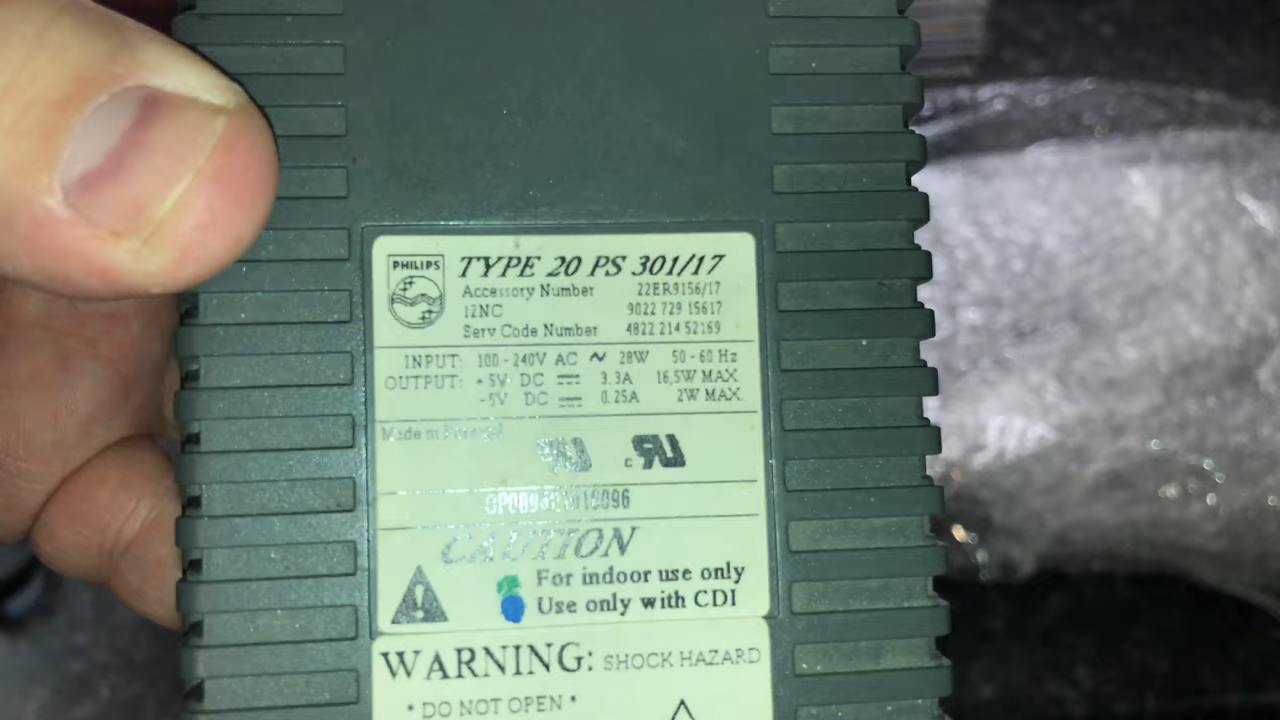 PHILIPS
TYPE 20 PS 301/17
Accessory Number 22ER9156/17
12NC 9022 729 15617
Serv Code Number 4822 214 52169
INPUT: 100-240V AC ~ 28W 50-60 Hz
OUTPUT: +5V DC 3.3A 16,5W MAX.
-5V DC 0.25A 2W MAX.
Made in Portugal
CAUTION
For indoor use only
Use only with CDI
WARNING: SHOCK HAZARD
* DO NOT OPEN *